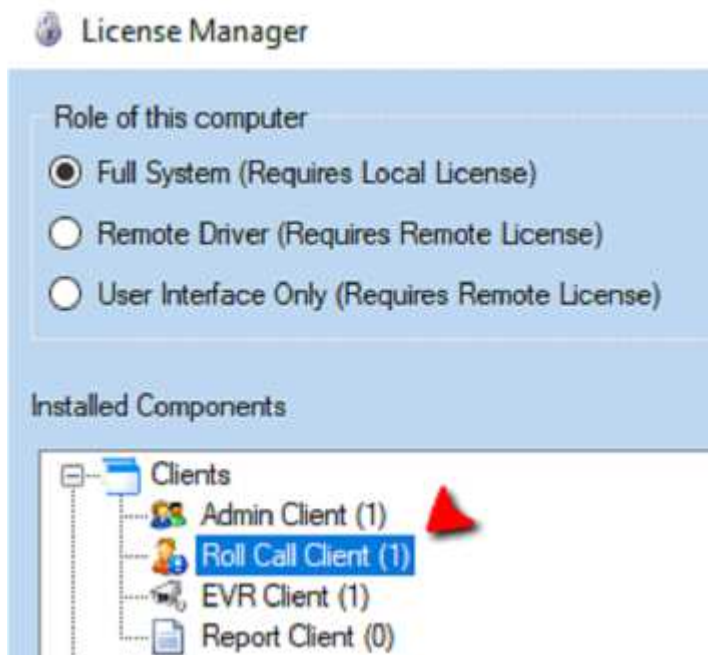 License Manager
Role of this computer
Full System (Requires Local License)
Remote Driver (Requires Remote License)
User Interface Only (Requires Remote License)
Installed Components
Clients
Admin Client (1)
Roll Call Client (1)
EVR Client (1)
Report Client (0)